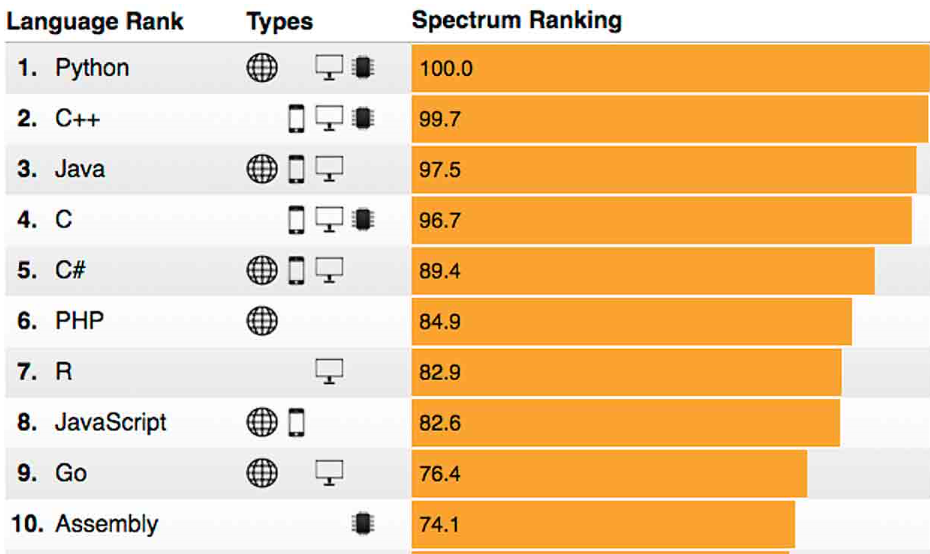 Language Rank Types Spectrum Ranking
1. Python 100.0
2. C++ 99.7
3. Java 97.5
4. C 96.7
5. C# 89.4
6. PHP 84.9
7. R 82.9
8. JavaScript 82.6
9. Go 76.4
10. Assembly 74.1